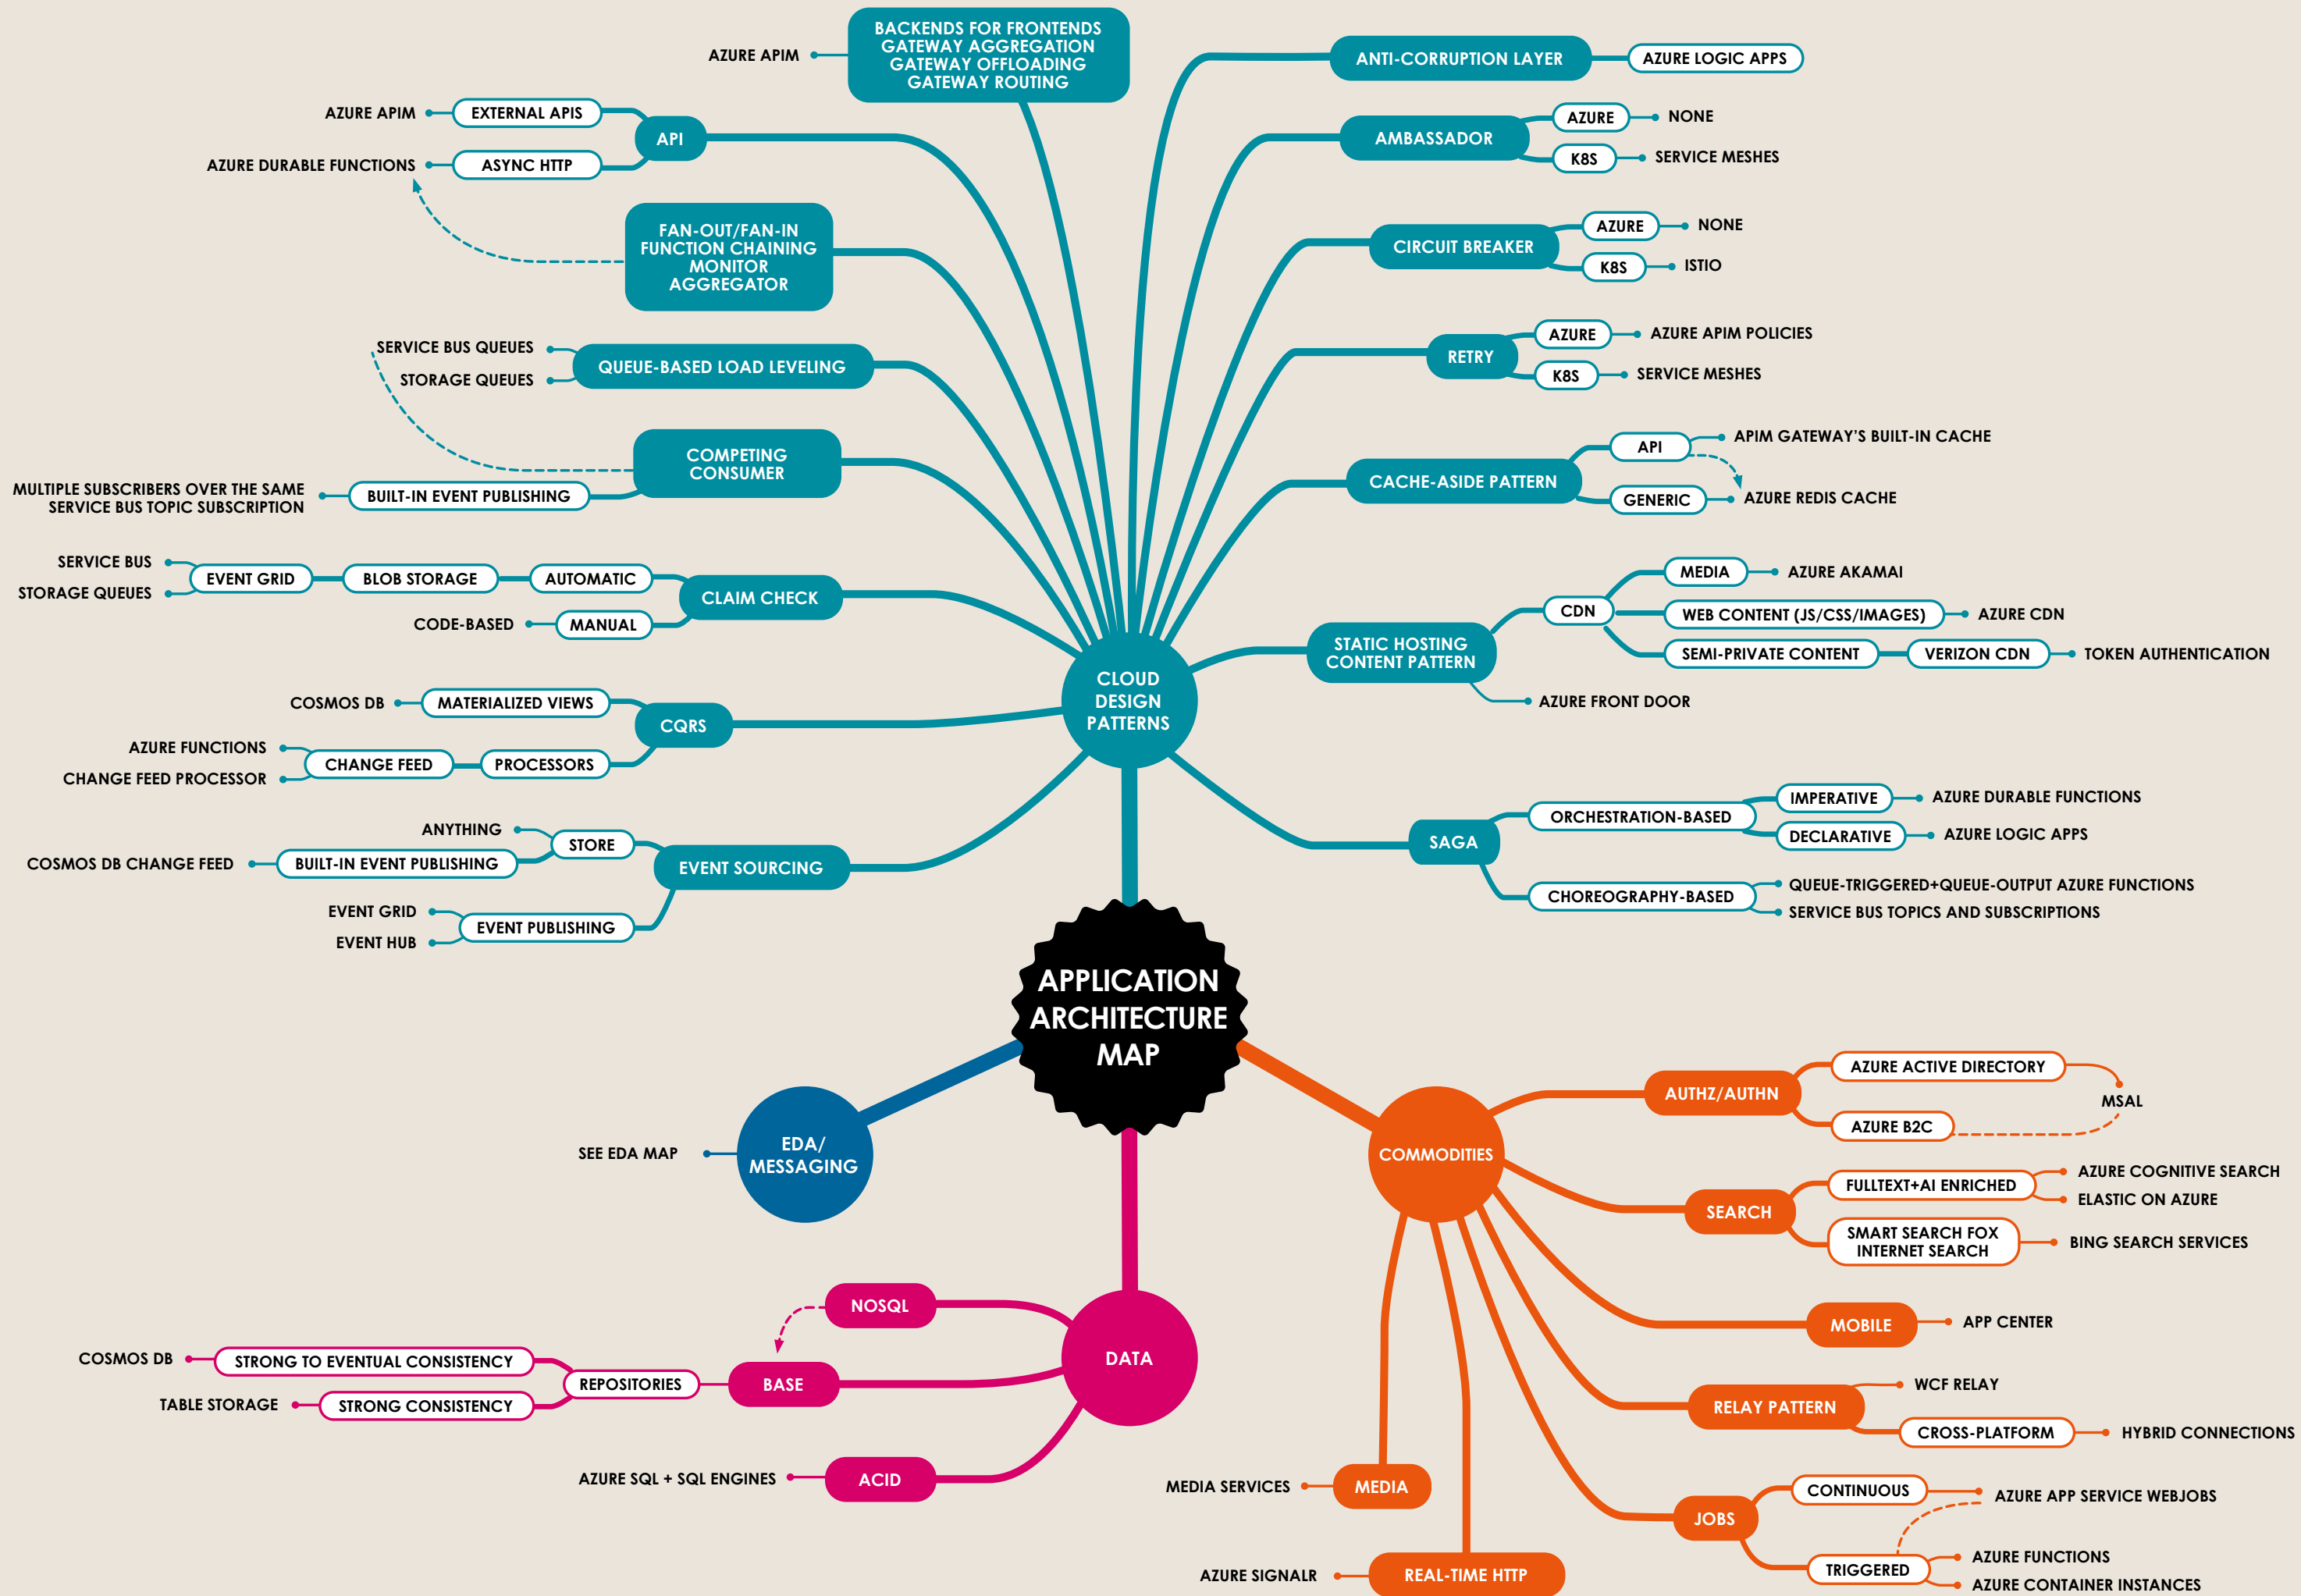 BACKENDS FOR FRONTENDS
GATEWAY AGGREGATION
GATEWAY OFFLOADING
GATEWAY ROUTING
AZURE APIM
API
EXTERNAL APIS
AZURE APIM
ASYNC HTTP
AZURE DURABLE FUNCTIONS
FAN-OUT/FAN-IN
FUNCTION CHAINING
MONITOR
AGGREGATOR
QUEUE-BASED LOAD LEVELING
SERVICE BUS QUEUES
STORAGE QUEUES
COMPETING
CONSUMER
BUILT-IN EVENT PUBLISHING
MULTIPLE SUBSCRIBERS OVER THE SAME
SERVICE BUS TOPIC SUBSCRIPTION
CLAIM CHECK
AUTOMATIC
BLOB STORAGE
EVENT GRID
SERVICE BUS
STORAGE QUEUES
MANUAL
CODE-BASED
CQRS
MATERIALIZED VIEWS
COSMOS DB
PROCESSORS
CHANGE FEED
AZURE FUNCTIONS
CHANGE FEED PROCESSOR
EVENT SOURCING
STORE
ANYTHING
BUILT-IN EVENT PUBLISHING
COSMOS DB CHANGE FEED
EVENT PUBLISHING
EVENT GRID
EVENT HUB
CLOUD
DESIGN
PATTERNS
ANTI-CORRUPTION LAYER
AZURE LOGIC APPS
AMBASSADOR
AZURE
NONE
K8S
SERVICE MESHES
CIRCUIT BREAKER
AZURE
NONE
K8S
ISTIO
RETRY
AZURE
AZURE APIM POLICIES
K8S
SERVICE MESHES
CACHE-ASIDE PATTERN
API
APIM GATEWAY'S BUILT-IN CACHE
GENERIC
AZURE REDIS CACHE
STATIC HOSTING
CONTENT PATTERN
CDN
MEDIA
AZURE AKAMAI
WEB CONTENT (JS/CSS/IMAGES)
AZURE CDN
SEMI-PRIVATE CONTENT
VERIZON CDN
TOKEN AUTHENTICATION
AZURE FRONT DOOR
SAGA
ORCHESTRATION-BASED
IMPERATIVE
AZURE DURABLE FUNCTIONS
DECLARATIVE
AZURE LOGIC APPS
CHOREOGRAPHY-BASED
QUEUE-TRIGGERED+QUEUE-OUTPUT AZURE FUNCTIONS
SERVICE BUS TOPICS AND SUBSCRIPTIONS
APPLICATION
ARCHITECTURE
MAP
EDA/
MESSAGING
SEE EDA MAP
DATA
NOSQL
BASE
REPOSITORIES
STRONG TO EVENTUAL CONSISTENCY
COSMOS DB
STRONG CONSISTENCY
TABLE STORAGE
ACID
AZURE SQL + SQL ENGINES
COMMODITIES
AUTHZ/AUTHN
AZURE ACTIVE DIRECTORY
MSAL
AZURE B2C
SEARCH
FULLTEXT+AI ENRICHED
AZURE COGNITIVE SEARCH
ELASTIC ON AZURE
SMART SEARCH FOX
INTERNET SEARCH
BING SEARCH SERVICES
MOBILE
APP CENTER
RELAY PATTERN
WCF RELAY
CROSS-PLATFORM
HYBRID CONNECTIONS
JOBS
CONTINUOUS
AZURE APP SERVICE WEBJOBS
TRIGGERED
AZURE FUNCTIONS
AZURE CONTAINER INSTANCES
MEDIA
MEDIA SERVICES
REAL-TIME HTTP
AZURE SIGNALR